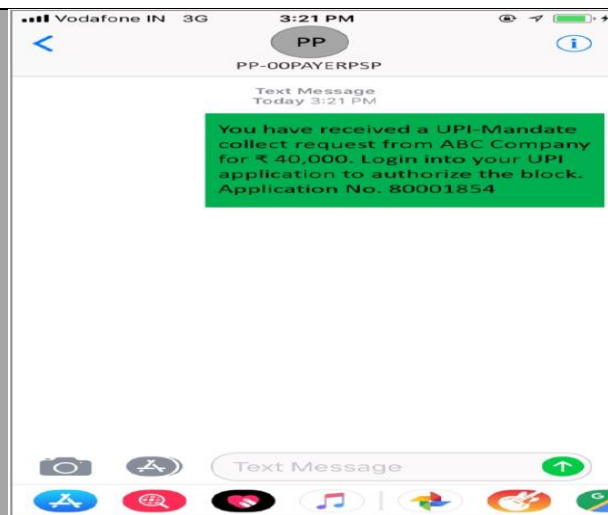 Vodafone IN 3G 3:21 PM
PP
PP-OOPAYERPSP
Text Message
Today 3:21 PM
You have received a UPI-Mandate
collect request from ABC Company
for ₹ 40,000. Login into your UPI
application to authorize the block.
Application No. 80001854
Text Message
G